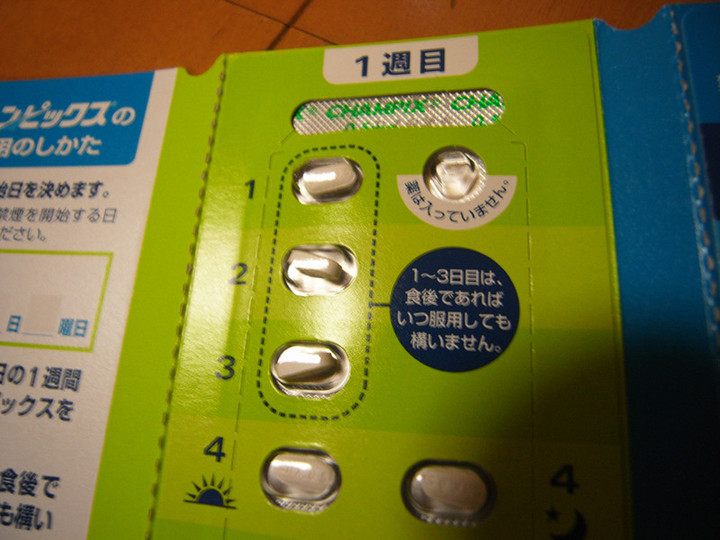 1週目
CHAMPIX® CHA
ンピックス®の
用のしかた
始日を決めます。
禁煙を開始する日
ださい。
日 曜日
日の1週間
ピックスを
食後で
も構い
1
薬は入っていません。
2
1～3日目は、
食後であれば
いつ服用しても
構いません。
3
4
4